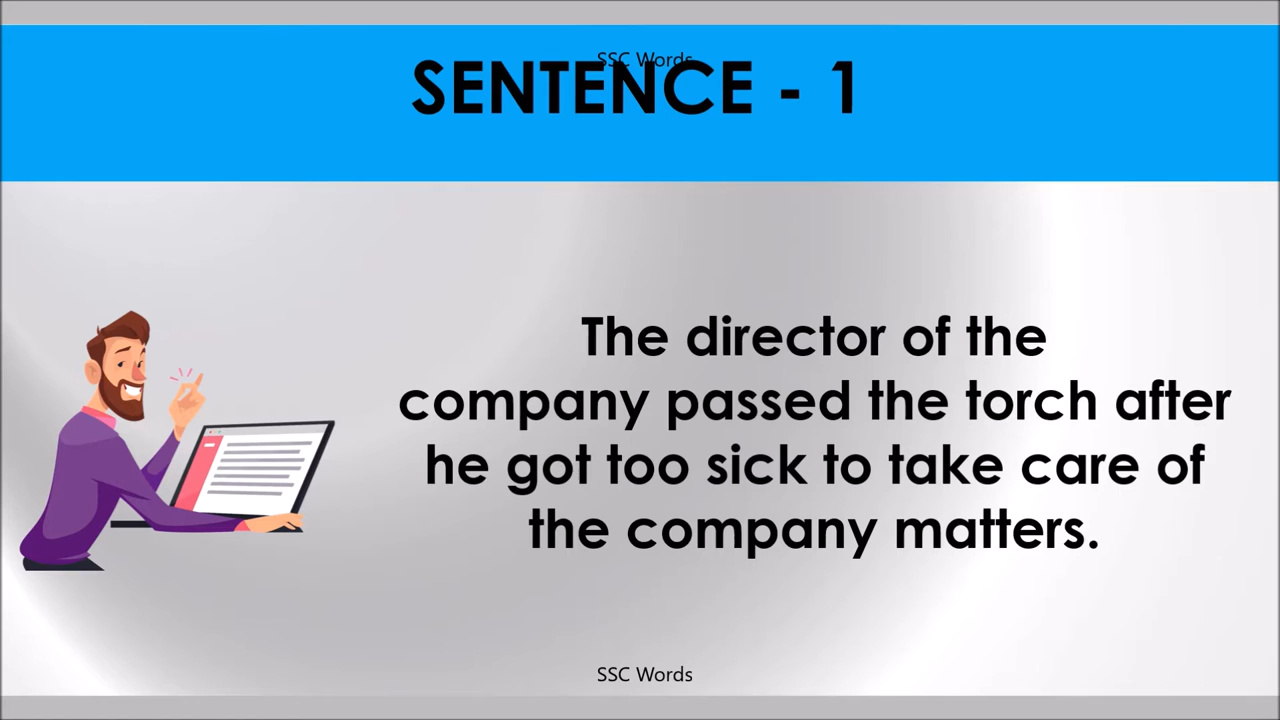 SSC Words
SENTENCE - 1
The director of the
company passed the torch after
he got too sick to take care of
the company matters.
SSC Words